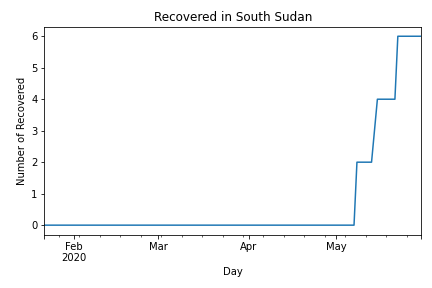 Recovered in South Sudan
6
5
4
3
2
1
0
Number of Recovered
Feb
2020
Mar
Apr
May
Day